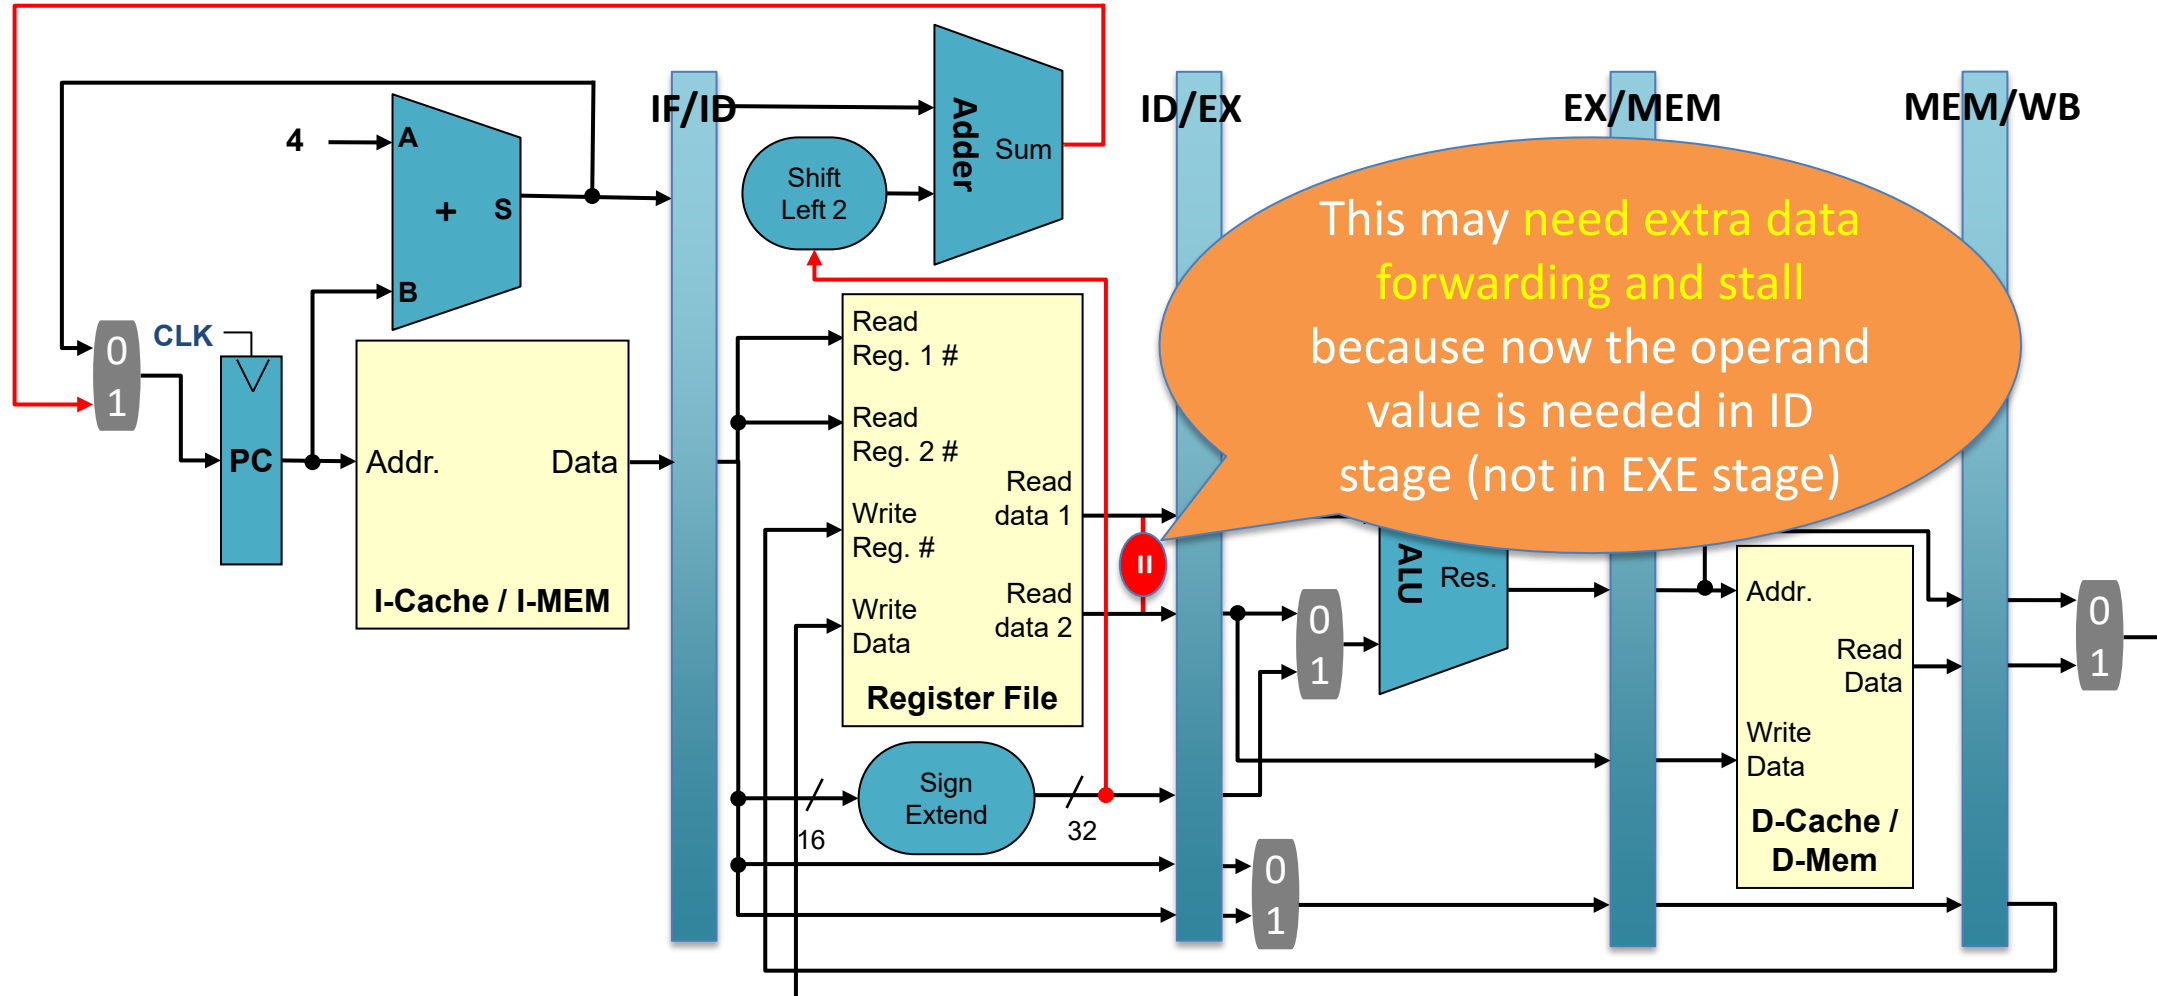 IF/ID
ID/EX
EX/MEM
MEM/WB
4
A
+
S
B
Shift
Left 2
Adder
Sum
This may need extra data
forwarding and stall
because now the operand
value is needed in ID
stage (not in EXE stage)
0
1
CLK
PC
Addr.
Data
I-Cache / I-MEM
Read
Reg. 1 #
Read
Reg. 2 #
Write
Reg. #
Write
Data
Read
data 1
Read
data 2
Register File
=
Sign
Extend
16
32
0
1
0
1
ALU
Res.
Addr.
Read
Data
Write
Data
D-Cache /
D-Mem
0
1